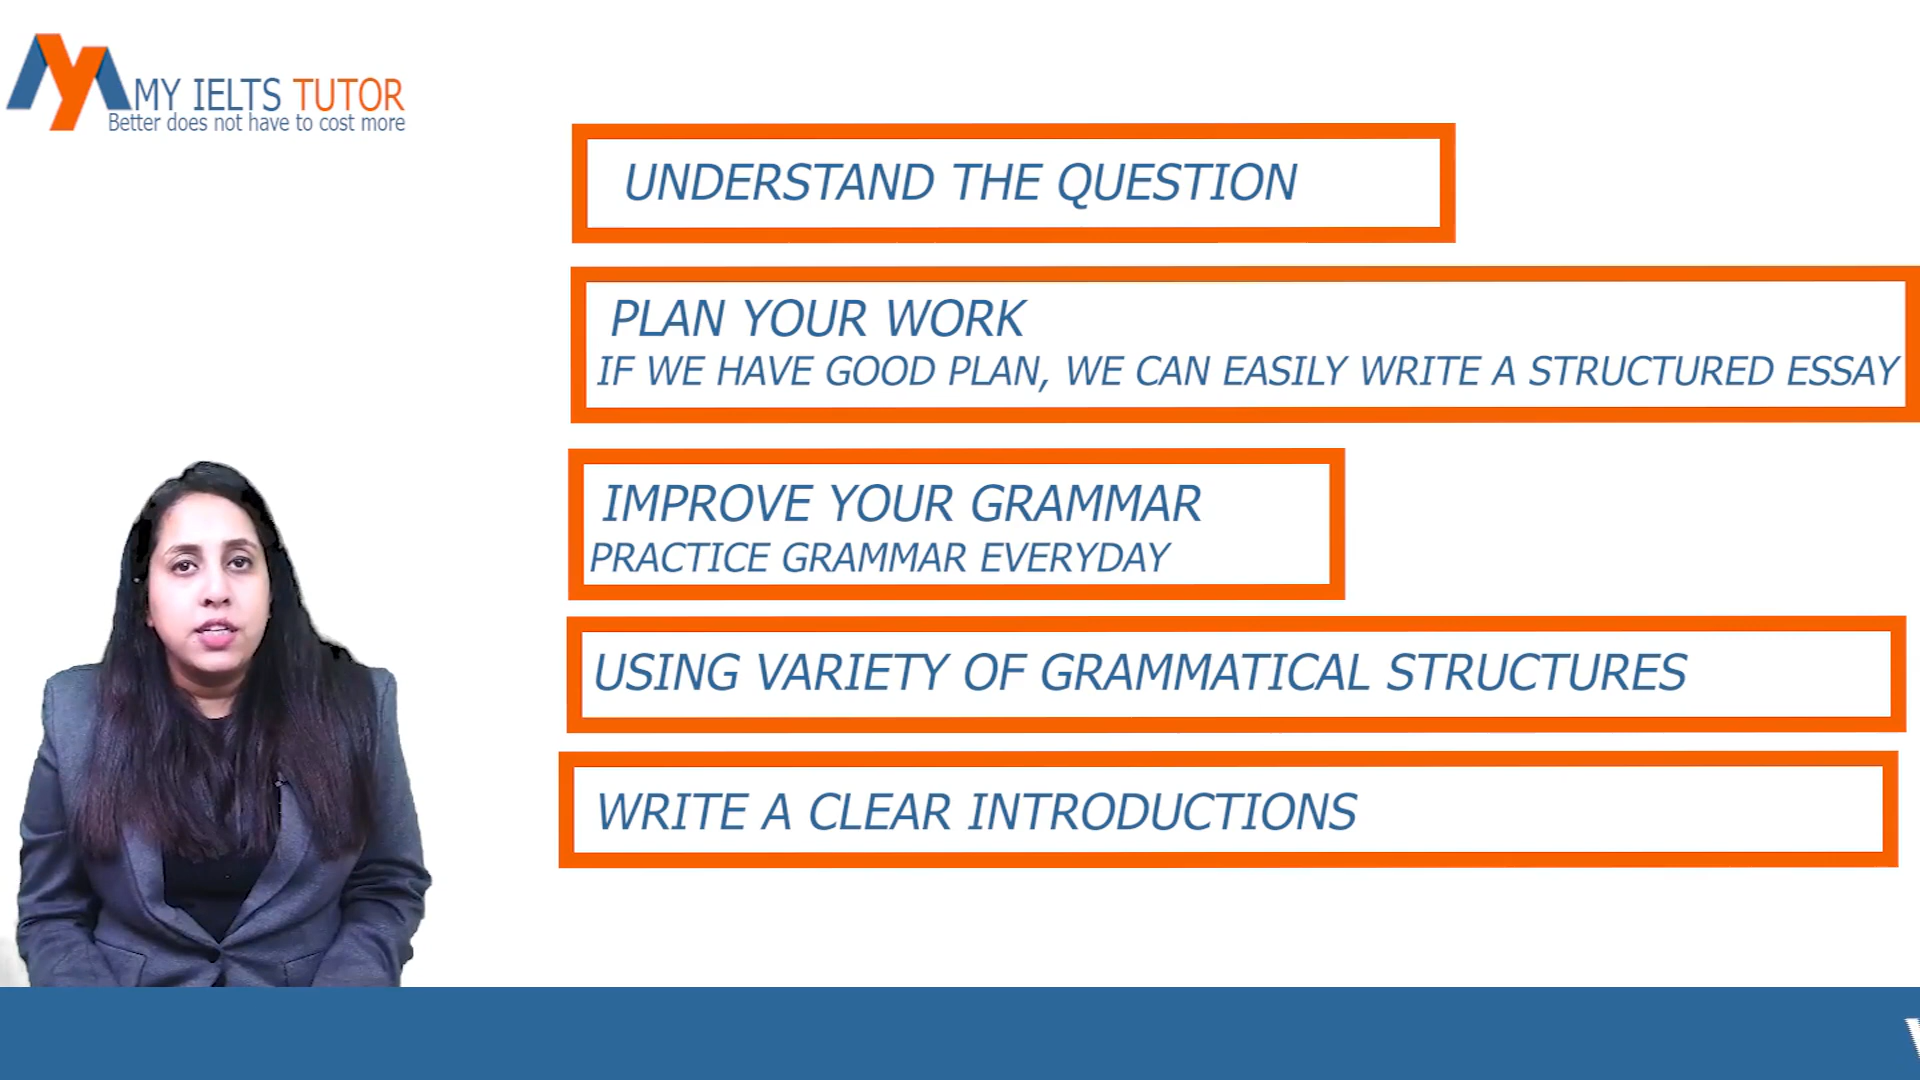 MY IELTS TUTOR
Better does not have to cost more
UNDERSTAND THE QUESTION
PLAN YOUR WORK
IF WE HAVE GOOD PLAN, WE CAN EASILY WRITE A STRUCTURED ESSAY
IMPROVE YOUR GRAMMAR
PRACTICE GRAMMAR EVERYDAY
USING VARIETY OF GRAMMATICAL STRUCTURES
WRITE A CLEAR INTRODUCTIONS